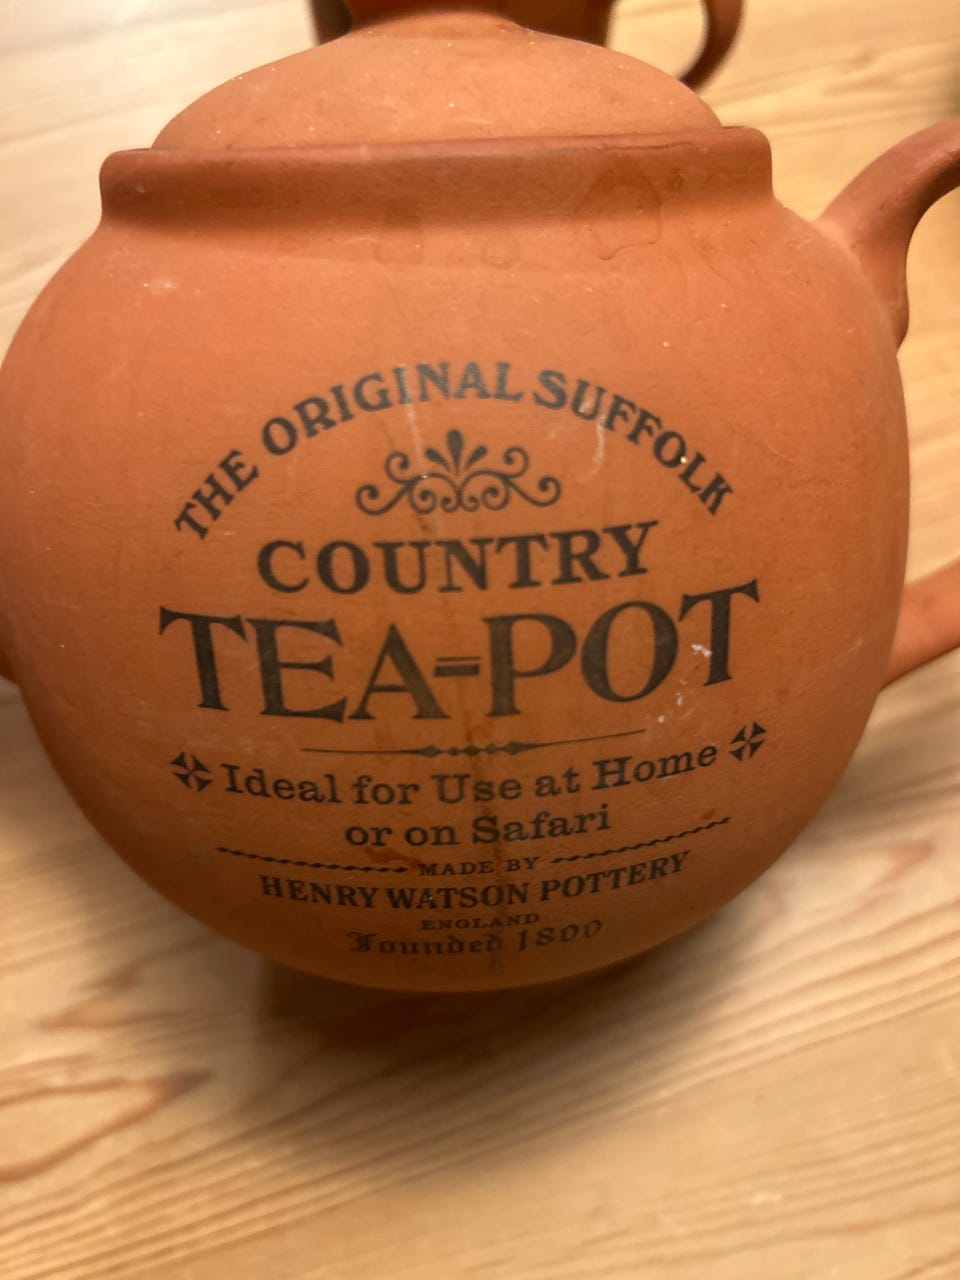 THE ORIGINAL SUFFOLK
COUNTRY
TEA=POT
Ideal for Use at Home
or on Safari
MADE BY
HENRY WATSON POTTERY
ENGLAND
Founded 1800